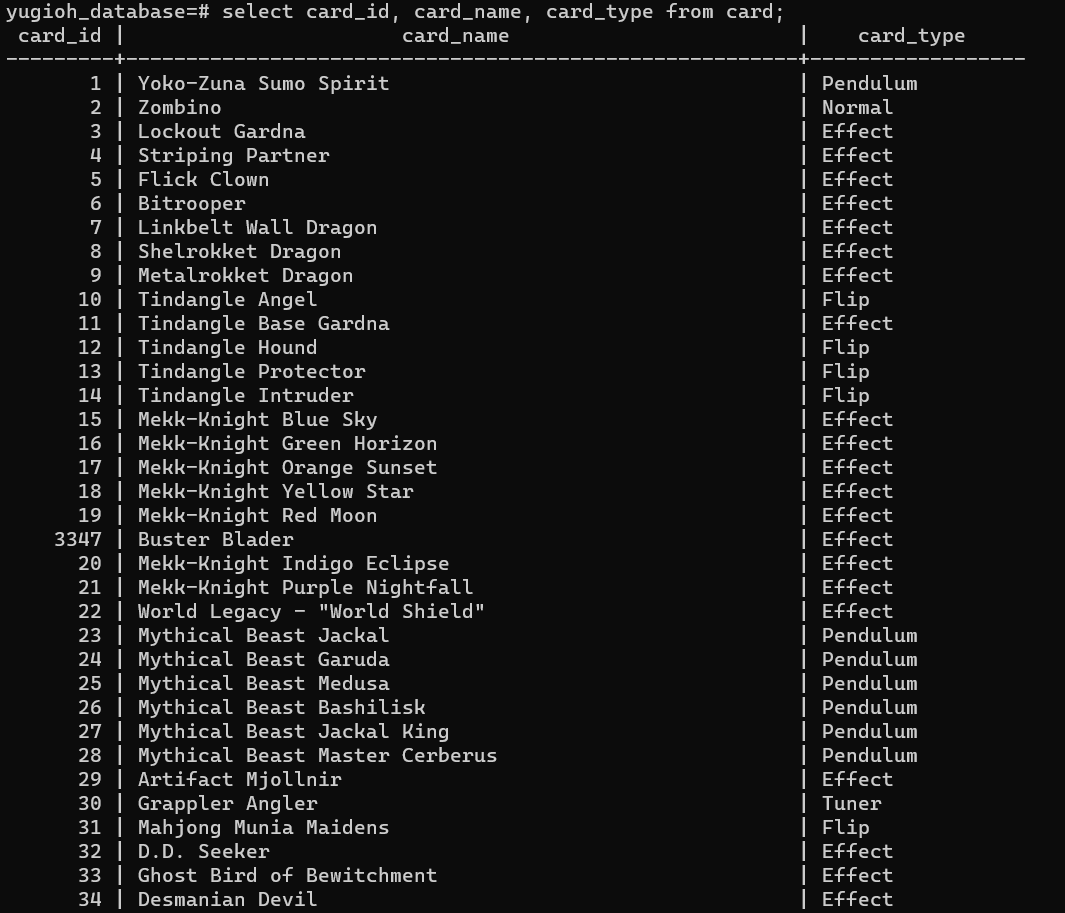 yugioh_database=# select card_id, card_name, card_type from card;
 card_id |                       card_name                        |    card_type
---------+--------------------------------------------------------+------------------
       1 | Yoko-Zuna Sumo Spirit                                  | Pendulum
       2 | Zombino                                                | Normal
       3 | Lockout Gardna                                         | Effect
       4 | Striping Partner                                       | Effect
       5 | Flick Clown                                            | Effect
       6 | Bitrooper                                              | Effect
       7 | Linkbelt Wall Dragon                                   | Effect
       8 | Shelrokket Dragon                                      | Effect
       9 | Metalrokket Dragon                                     | Effect
      10 | Tindangle Angel                                        | Flip
      11 | Tindangle Base Gardna                                  | Effect
      12 | Tindangle Hound                                        | Flip
      13 | Tindangle Protector                                    | Flip
      14 | Tindangle Intruder                                     | Flip
      15 | Mekk-Knight Blue Sky                                   | Effect
      16 | Mekk-Knight Green Horizon                              | Effect
      17 | Mekk-Knight Orange Sunset                              | Effect
      18 | Mekk-Knight Yellow Star                                | Effect
      19 | Mekk-Knight Red Moon                                   | Effect
    3347 | Buster Blader                                          | Effect
      20 | Mekk-Knight Indigo Eclipse                             | Effect
      21 | Mekk-Knight Purple Nightfall                           | Effect
      22 | World Legacy - "World Shield"                          | Effect
      23 | Mythical Beast Jackal                                  | Pendulum
      24 | Mythical Beast Garuda                                  | Pendulum
      25 | Mythical Beast Medusa                                  | Pendulum
      26 | Mythical Beast Bashilisk                               | Pendulum
      27 | Mythical Beast Jackal King                             | Pendulum
      28 | Mythical Beast Master Cerberus                         | Pendulum
      29 | Artifact Mjollnir                                      | Effect
      30 | Grappler Angler                                        | Tuner
      31 | Mahjong Munia Maidens                                  | Flip
      32 | D.D. Seeker                                            | Effect
      33 | Ghost Bird of Bewitchment                              | Effect
      34 | Desmanian Devil                                        | Effect